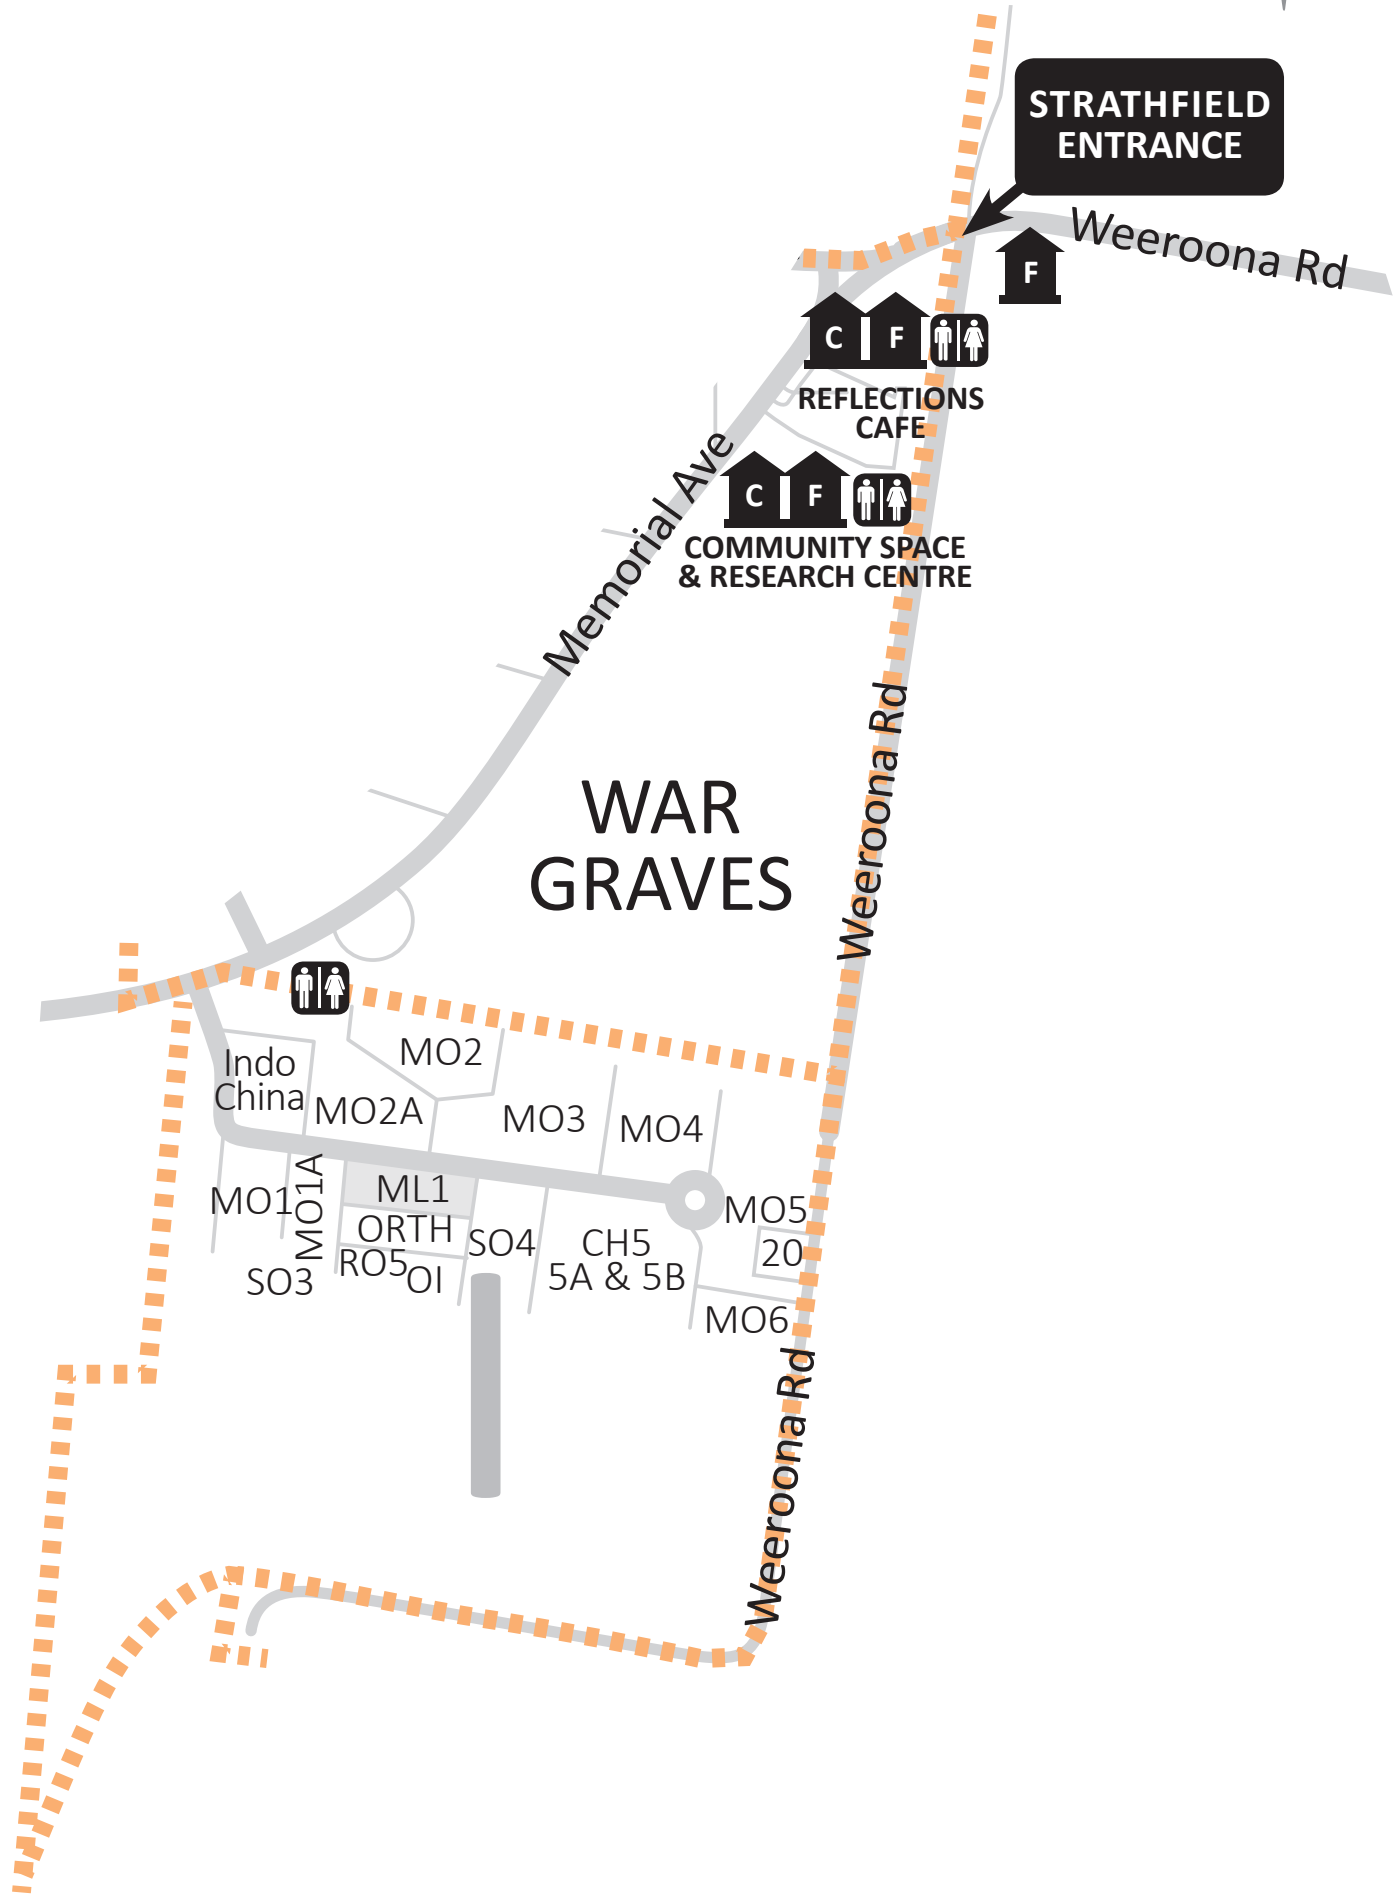 STRATHFIELD
ENTRANCE
Weeroona Rd
F
C F
REFLECTIONS
CAFE
Memorial Ave
C F
COMMUNITY SPACE
& RESEARCH CENTRE
Weeroona Rd
WAR
GRAVES
Indo
China
MO2
MO2A
MO3
MO4
MO1
MO1A
ML1
ORTH
RO5
OI
SO3
SO4
CH5
5A & 5B
MO5
20
MO6
Weeroona Rd